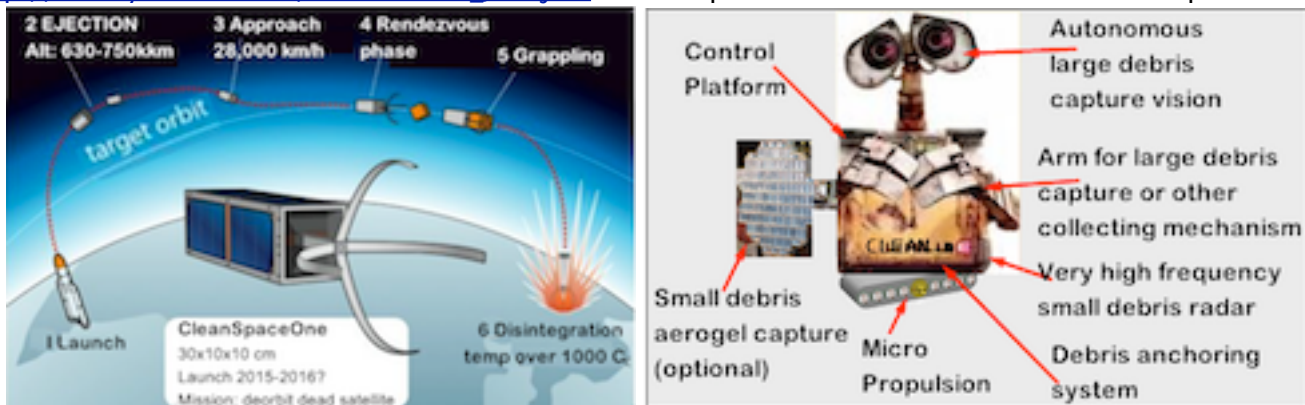 2 EJECTION
Alt: 630-750kkm
3 Approach
28,000 km/h
4 Rendezvous
phase
5 Grappling
target orbit
1 Launch
CleanSpaceOne
30x10x10 cm
Launch 2015-2016?
Mission: deorbit dead satellite
6 Disintegration
temp over 1000 C
Control
Platform
Autonomous
large debris
capture vision
Arm for large debris
capture or other
collecting mechanism
Very high frequency
small debris radar
Small debris
aerogel capture
(optional)
Micro
Propulsion
Debris anchoring
system